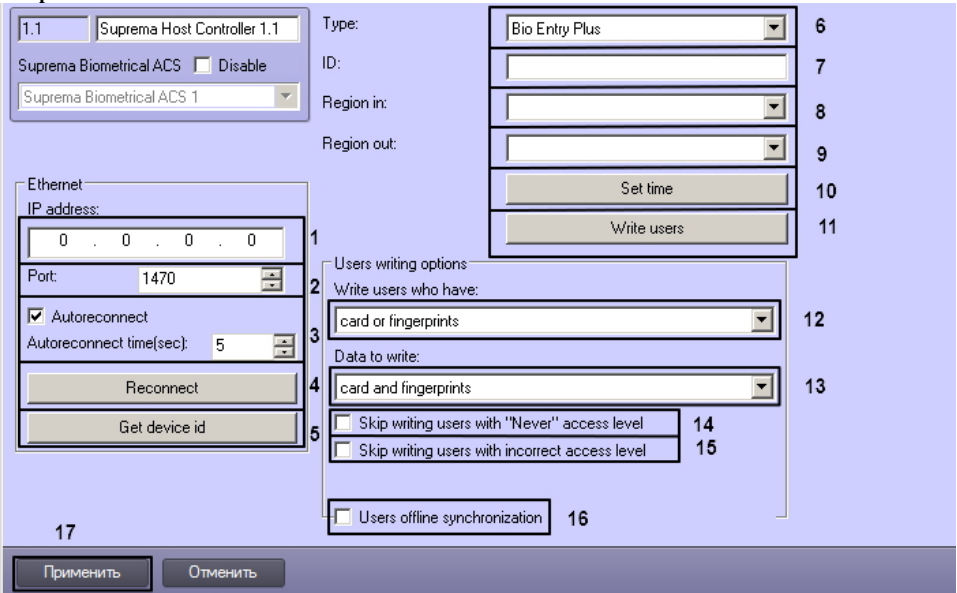 1.1 Suprema Host Controller 1.1
Suprema Biometrical ACS Disable
Suprema Biometrical ACS 1
Type: Bio Entry Plus 6
ID: 7
Region in: 8
Region out: 9
Set time 10
Write users 11
Ethernet
IP address:
0 . 0 . 0 . 0 1
Port: 1470 2
Autoreconnect
Autoreconnect time(sec): 5 3
Reconnect 4
Get device id 5
Users writing options
Write users who have:
card or fingerprints 12
Data to write:
card and fingerprints 13
Skip writing users with "Never" access level 14
Skip writing users with incorrect access level 15
Users offline synchronization 16
17
Применить Отменить